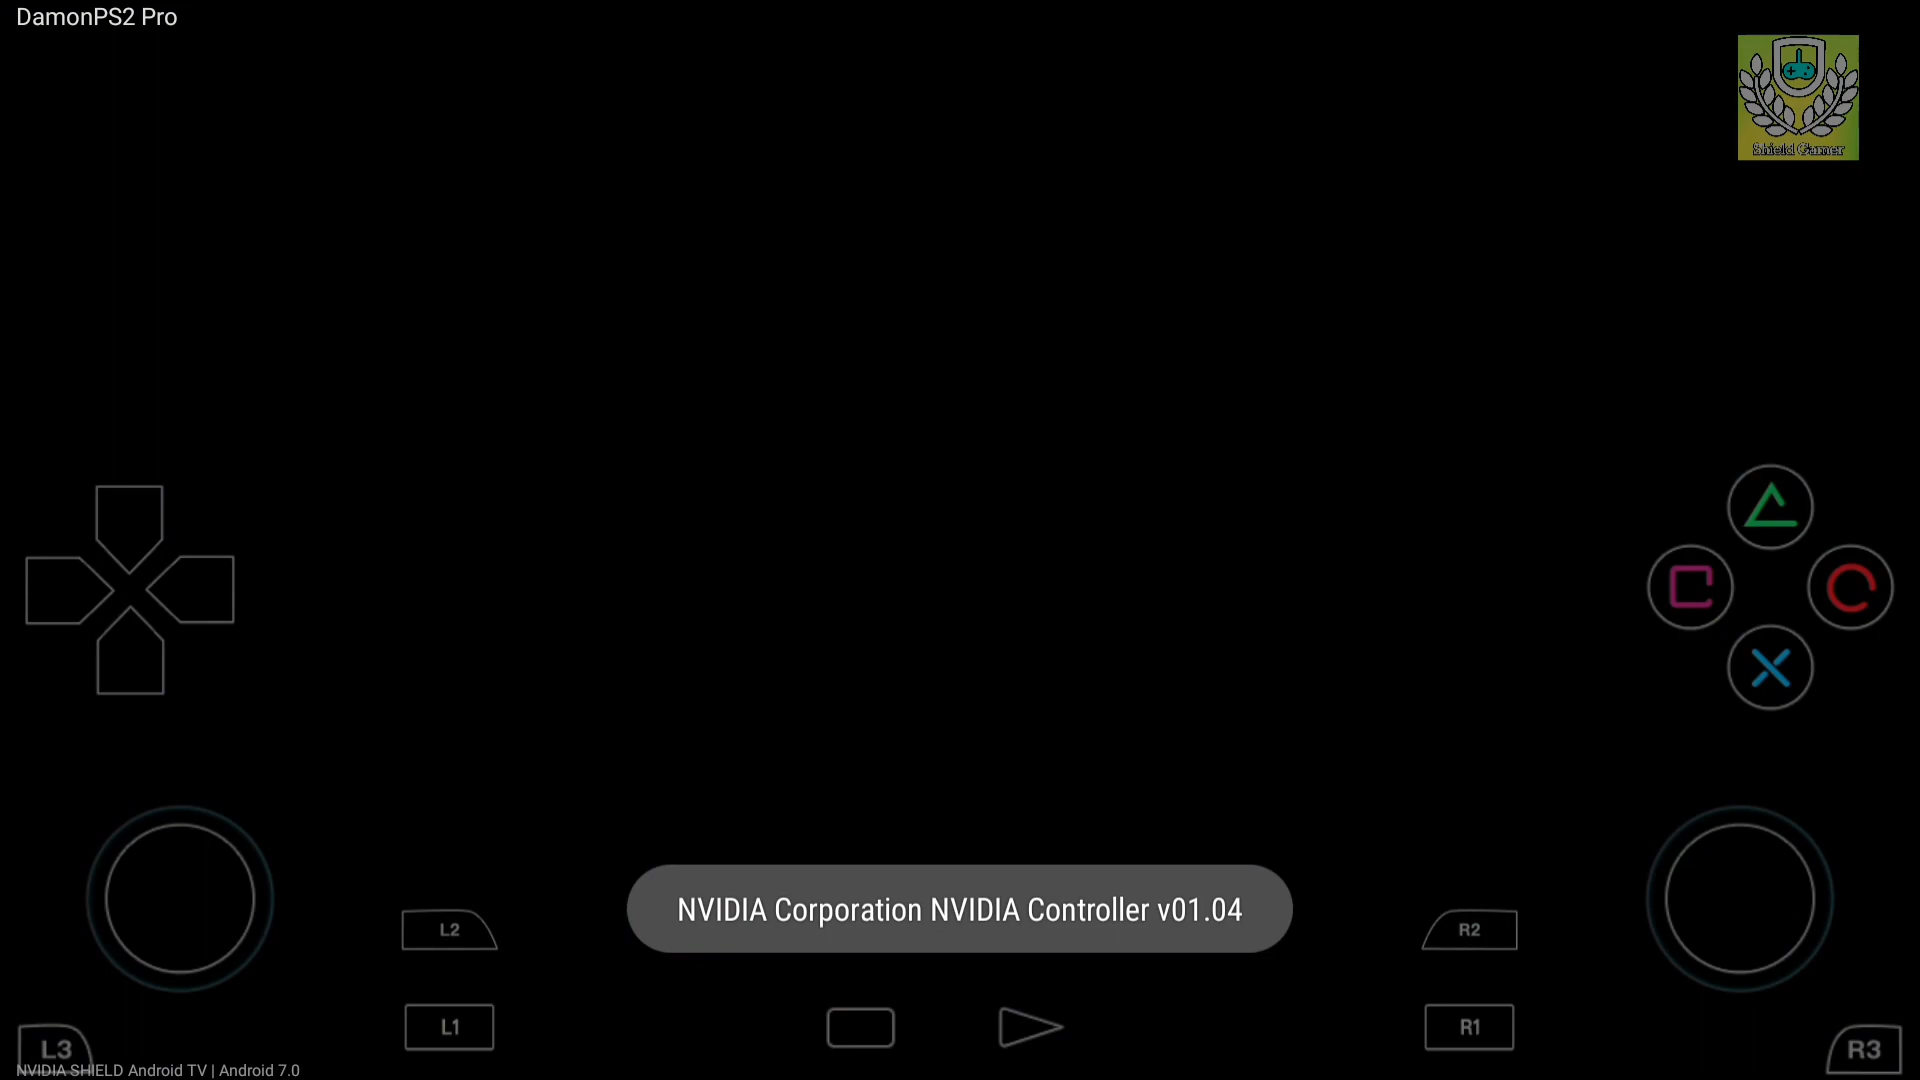 DamonPS2 Pro
Shield Gamer
L2
NVIDIA Corporation NVIDIA Controller v01.04
R2
L1
R1
L3
R3
NVIDIA SHIELD Android TV | Android 7.0